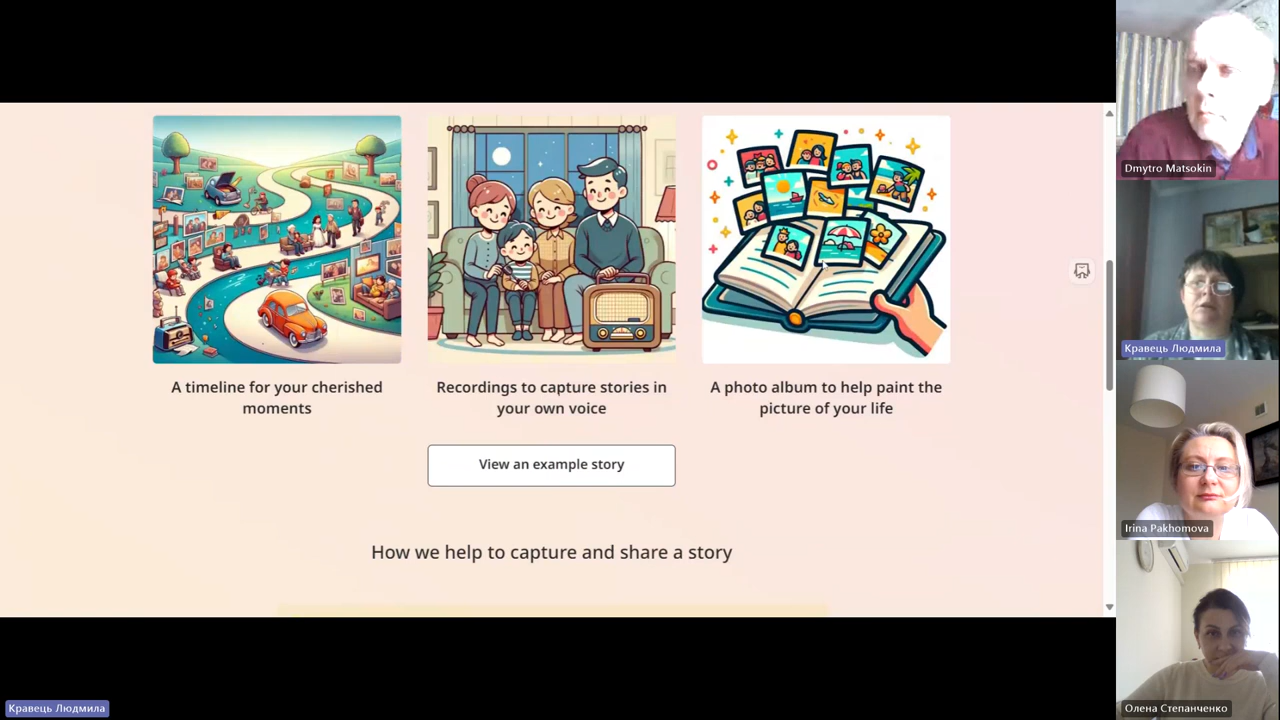 A timeline for your cherished
moments
Recordings to capture stories in
your own voice
A photo album to help paint the
picture of your life
View an example story
How we help to capture and share a story
Dmytro Matsokin
Кравець Людмила
Irina Pakhomova
Олена Степанченко
Кравець Людмила